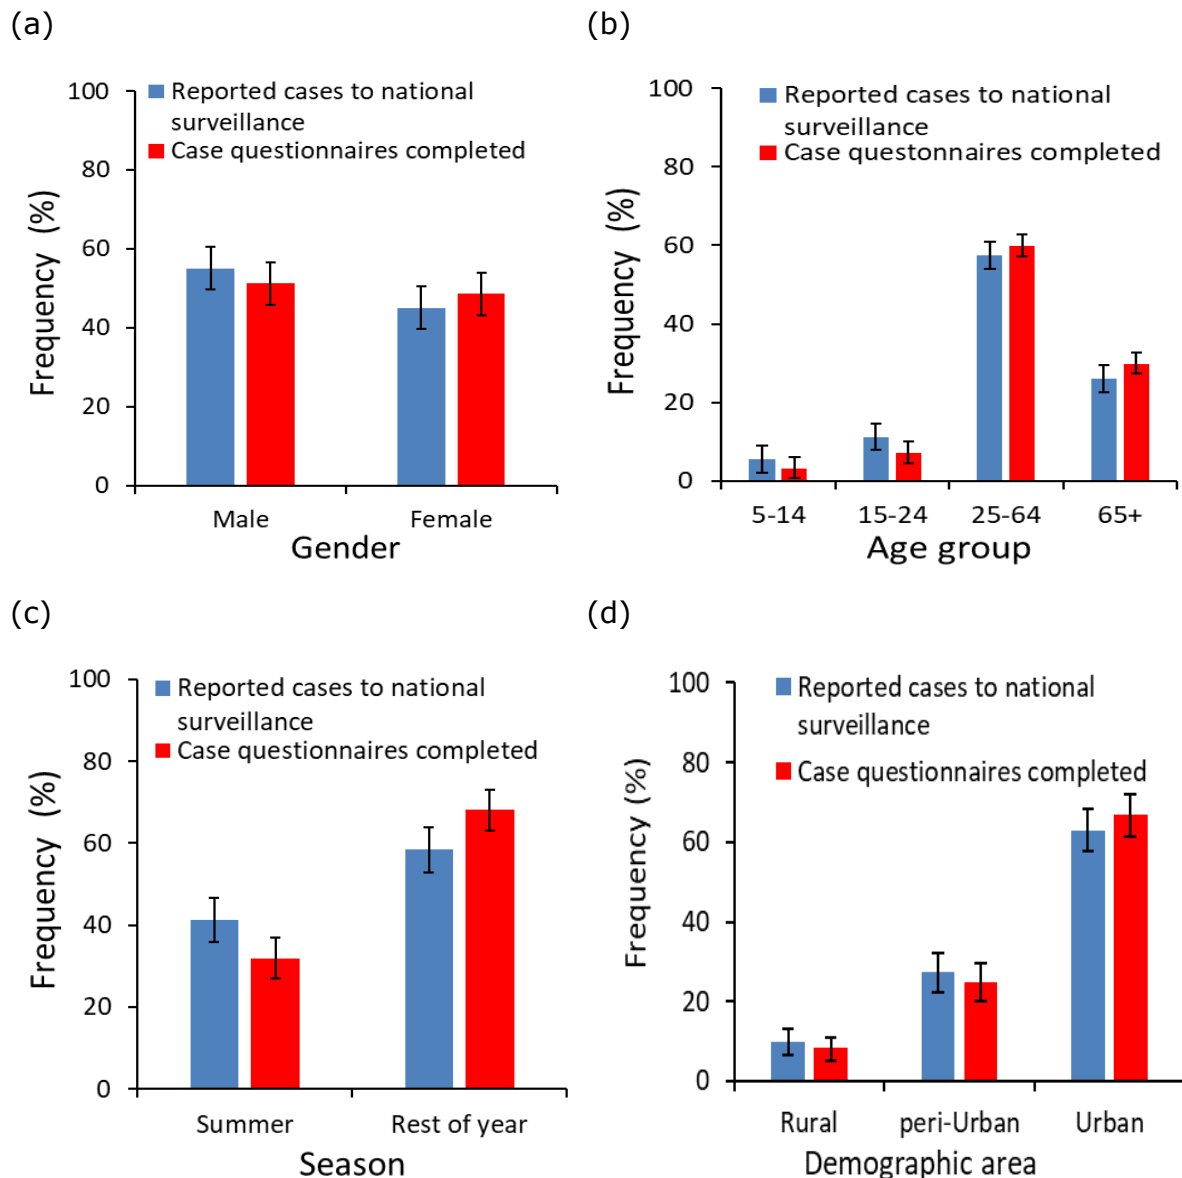 (a)
100
80
60
40
20
0
Frequency (%)
Reported cases to national
surveillance
Case questionnaires completed
Male
Female
Gender
(b)
100
80
60
40
20
0
Frequency (%)
Reported cases to national
surveillance
Case questonnaires completed
5-14
15-24
25-64
65+
Age group
(c)
100
80
60
40
20
0
Frequency (%)
Reported cases to national
surveillance
Case questionnaires completed
Summer
Rest of year
Season
(d)
100
80
60
40
20
0
Frequency (%)
Reported cases to national
surveillance
Case questionnaires completed
Rural
peri-Urban
Urban
Demographic area